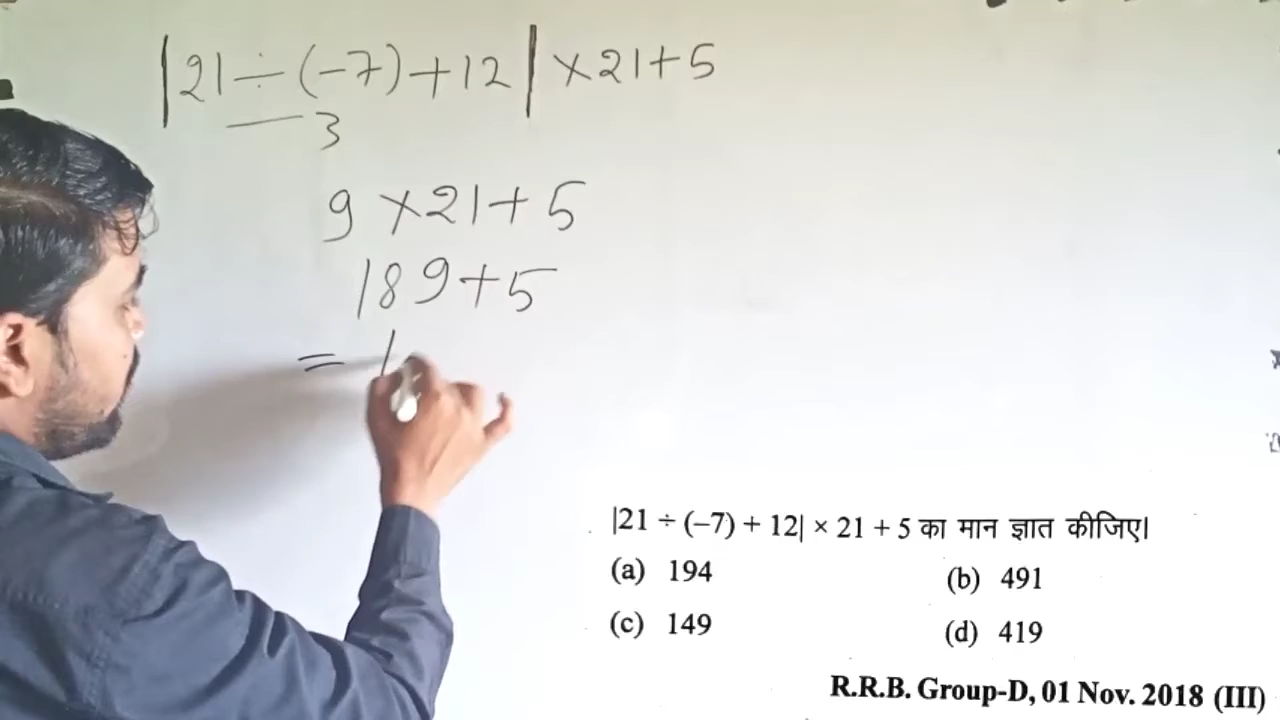 |21 ÷ (-7) + 12| × 21 + 5
3
9 × 21 + 5
189 + 5
= 1
|21 ÷ (–7) + 12| × 21 + 5 का मान ज्ञात कीजिए।
(a) 194
(b) 491
(c) 149
(d) 419
R.R.B. Group-D, 01 Nov. 2018 (III)